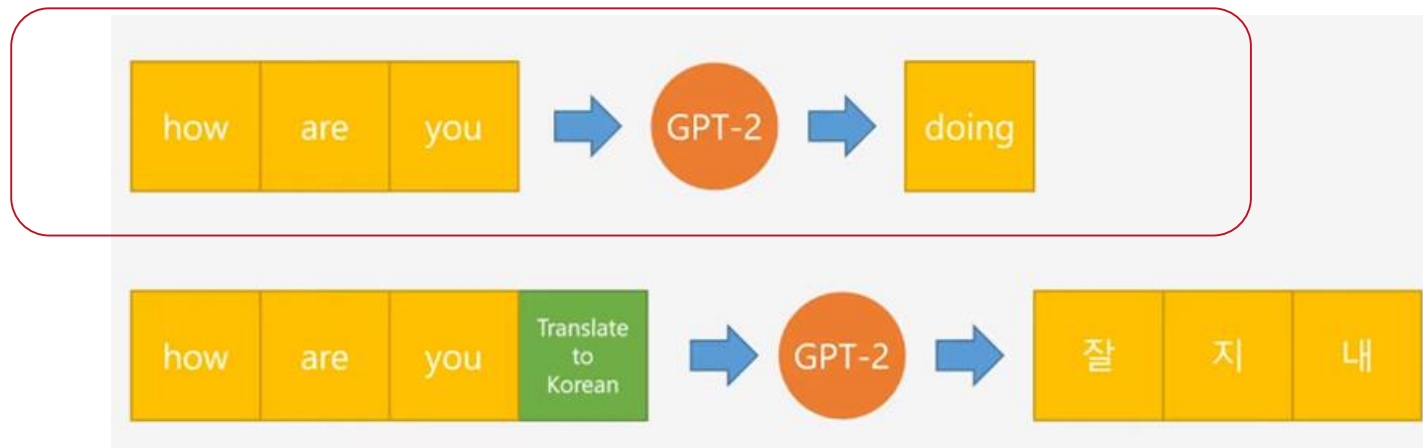 how are you GPT-2 doing
how are you Translate to Korean GPT-2 잘 지 내